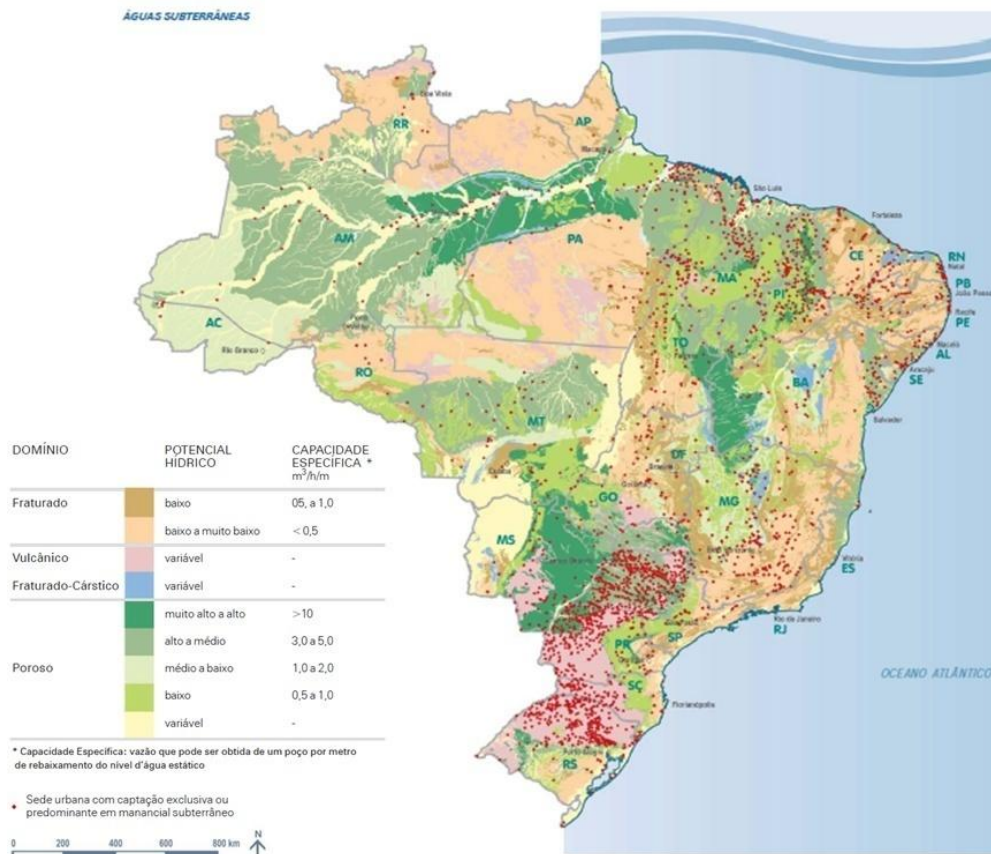 ÁGUAS SUBTERRÂNEAS
Boa Vista
RR
AP
Macapá
São Luís
Fortaleza
AM
PA
CE
RN
Natal
MA
PI
PB
João Pessoa
Recife
PE
AC
TO
Maceió
AL
Rio Branco
RO
Aracaju
SE
BA
MT
Salvador
Cuiabá
DF
Goiânia
GO
MG
MS
Vitória
ES
Rio de Janeiro
RJ
SP
PR
SC
Florianópolis
Porto Alegre
RS
OCEANO ATLÂNTICO
DOMÍNIO POTENCIAL HÍDRICO CAPACIDADE ESPECÍFICA * m³/h/m
Fraturado baixo 05, a 1,0
baixo a muito baixo < 0,5
Vulcânico variável -
Fraturado-Cárstico variável -
muito alto a alto >10
alto a médio 3,0 a 5,0
Poroso médio a baixo 1,0 a 2,0
baixo 0,5 a 1,0
variável -
* Capacidade Específica: vazão que pode ser obtida de um poço por metro
de rebaixamento do nível d'água estático
Sede urbana com captação exclusiva ou
predominante em manancial subterrâneo
0 200 400 600 800 km
N